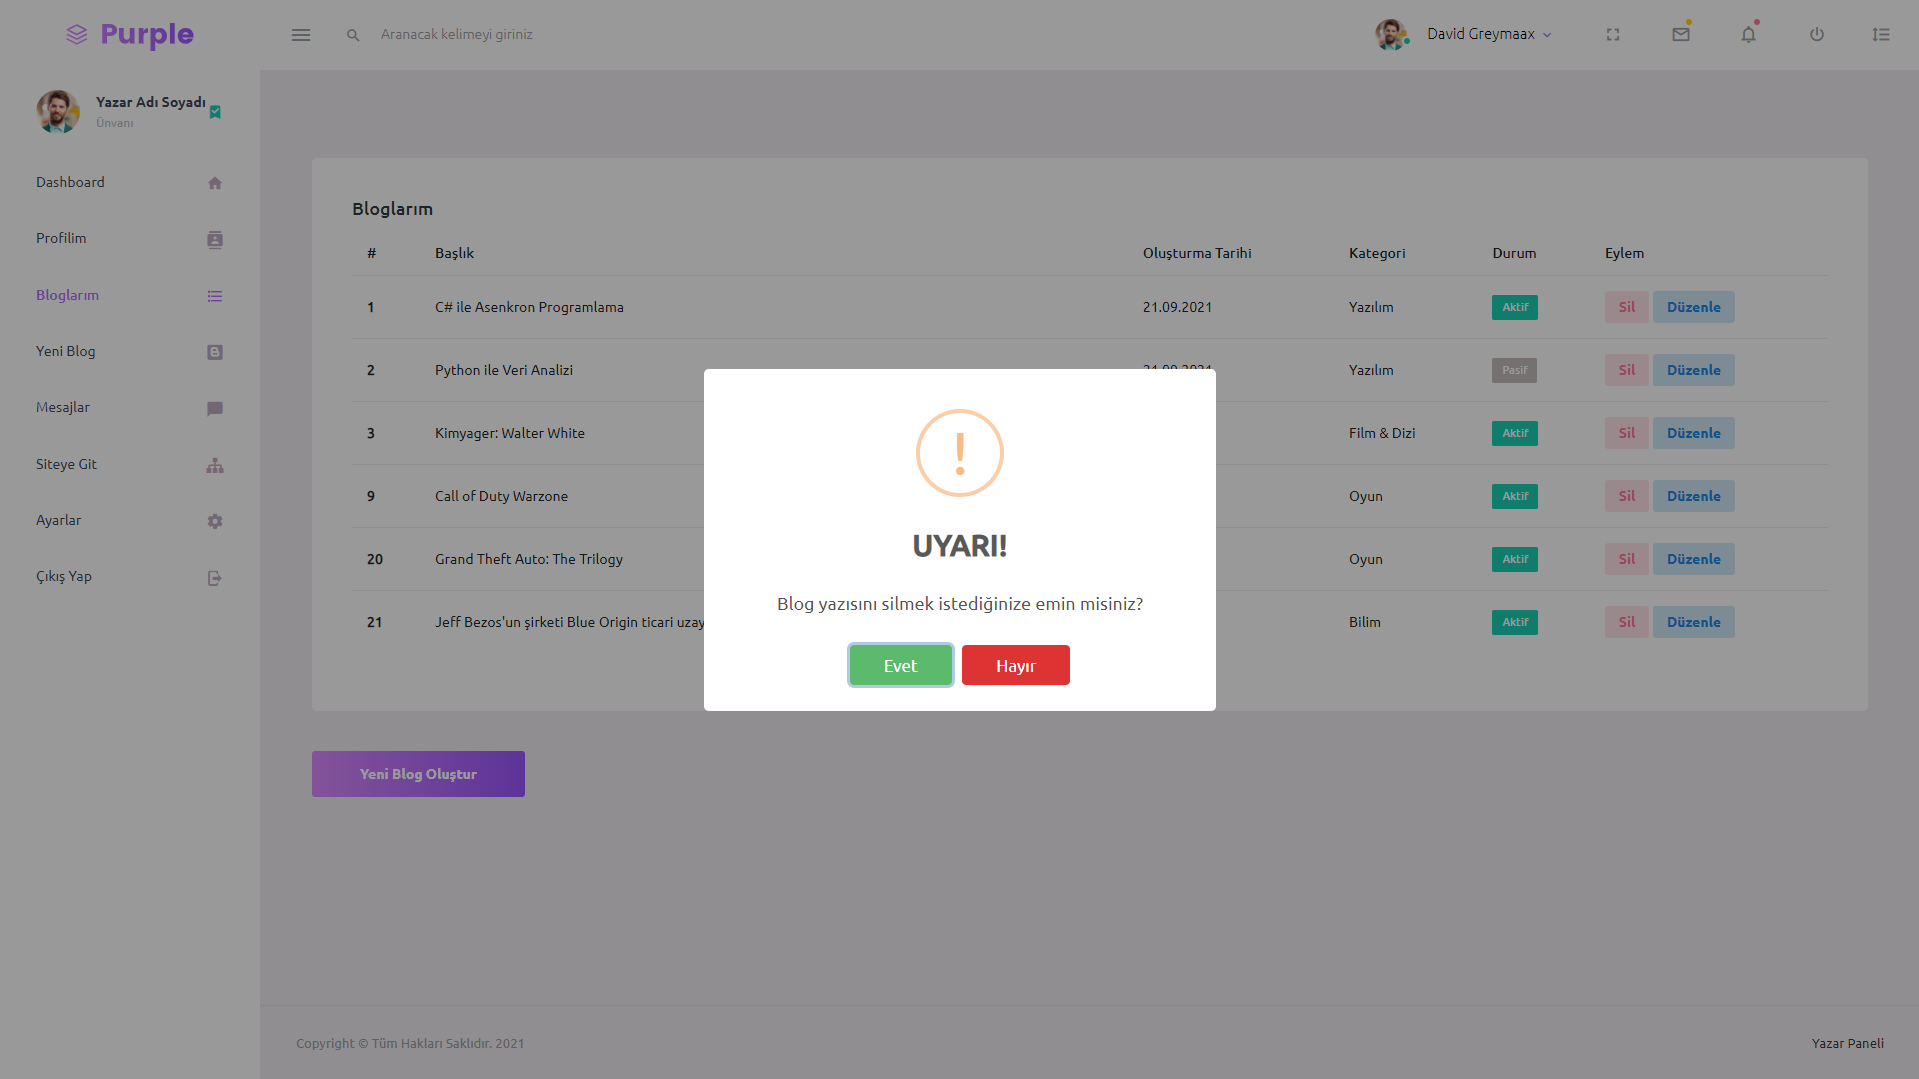 Purple
Aranacak kelimeyi giriniz
David Greymaax
Yazar Adı Soyadı
Ünvanı
Dashboard
Profilim
Bloglarım
Yeni Blog
Mesajlar
Siteye Git
Ayarlar
Çıkış Yap
Bloglarım
# Başlık Oluşturma Tarihi Kategori Durum Eylem
1 C# ile Asenkron Programlama 21.09.2021 Yazılım Aktif Sil Düzenle
2 Python ile Veri Analizi Yazılım Pasif Sil Düzenle
3 Kimyager: Walter White Film & Dizi Aktif Sil Düzenle
9 Call of Duty Warzone Oyun Aktif Sil Düzenle
20 Grand Theft Auto: The Trilogy Oyun Aktif Sil Düzenle
21 Jeff Bezos'un şirketi Blue Origin ticari uzay Bilim Aktif Sil Düzenle
!
UYARI!
Blog yazısını silmek istediğinize emin misiniz?
Evet Hayır
Yeni Blog Oluştur
Copyright © Tüm Hakları Saklıdır. 2021
Yazar Paneli